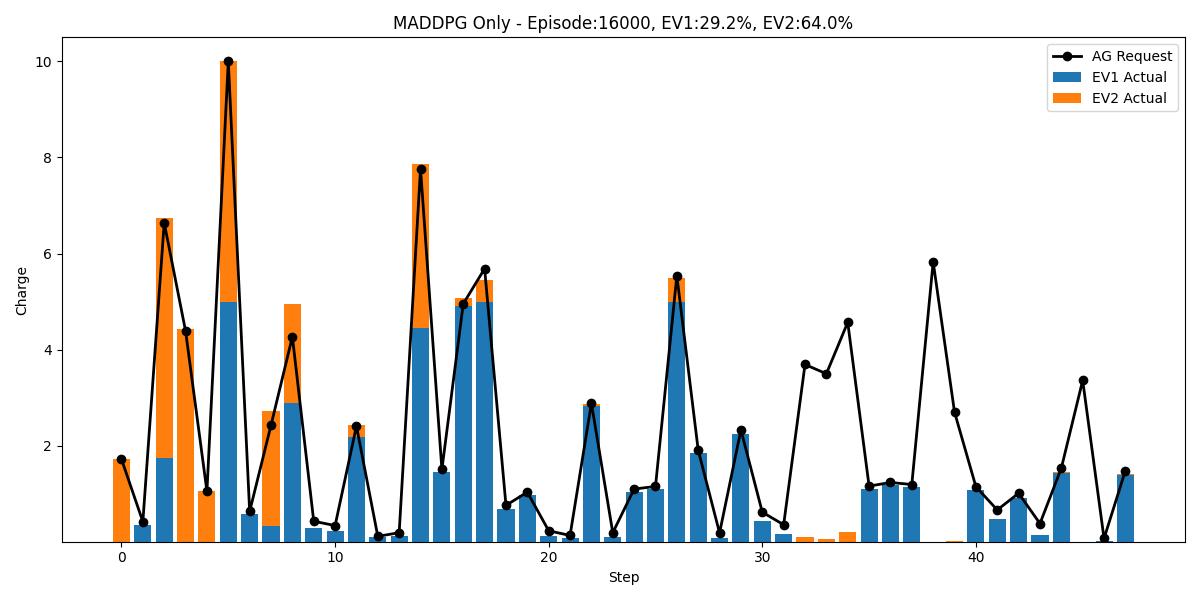 MADDPG Only - Episode:16000, EV1:29.2%, EV2:64.0%
AG Request
EV1 Actual
EV2 Actual
Charge
10
8
6
4
2
0 10 20 30 40
Step